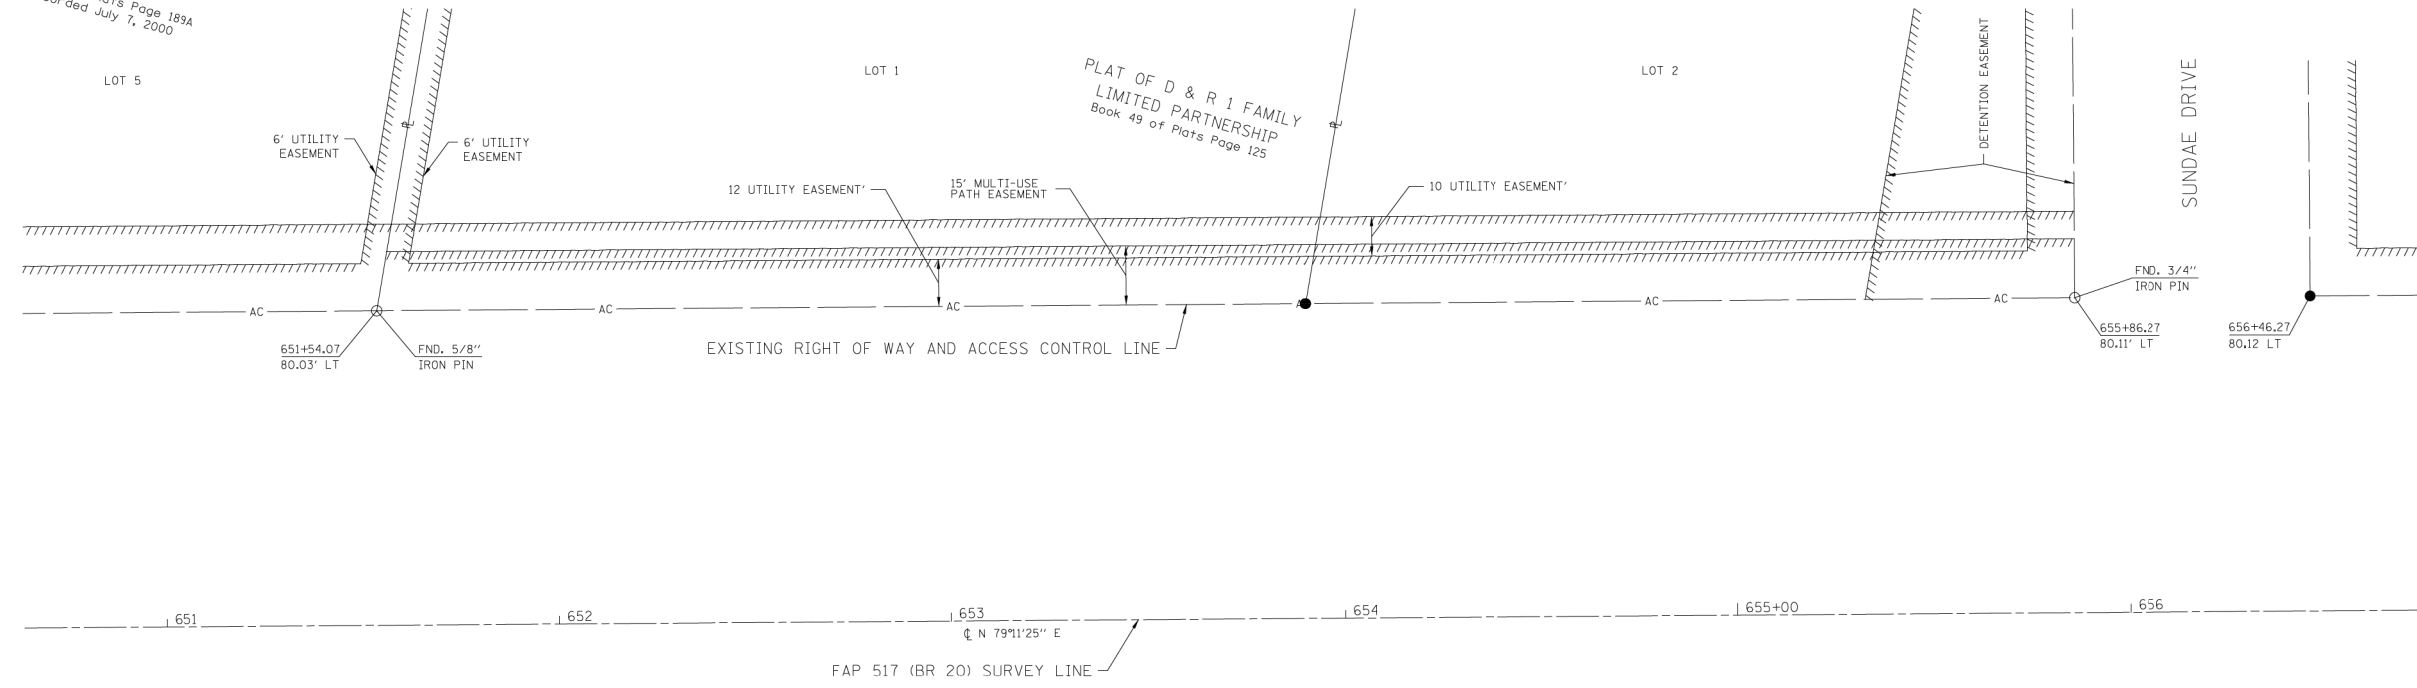 Plats Page 189A
July 7, 2000
LOT 5
LOT 1
PLAT OF D & R 1 FAMILY
LIMITED PARTNERSHIP
Book 49 of Plats Page 125
LOT 2
DETENTION EASEMENT
SUNDAE DRIVE
6' UTILITY
EASEMENT
6' UTILITY
EASEMENT
12 UTILITY EASEMENT'
15' MULTI-USE
PATH EASEMENT
10 UTILITY EASEMENT'
AC
AC
AC
AC
AC
FND. 3/4"
IRON PIN
651+54.07
80.03' LT
FND. 5/8"
IRON PIN
EXISTING RIGHT OF WAY AND ACCESS CONTROL LINE
655+86.27
80.11' LT
656+46.27
80.12 LT
651
652
653
654
655+00
656
℄ N 79°11'25" E
FAP 517 (BR 20) SURVEY LINE